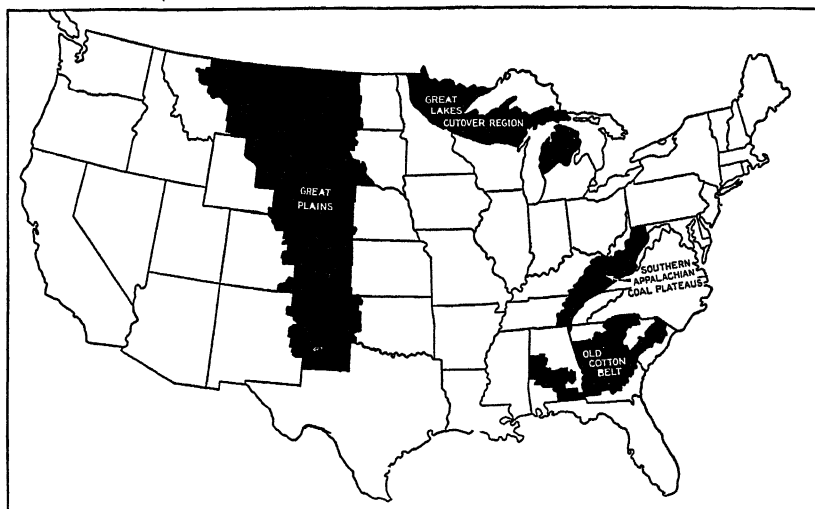 GREAT
LAKES
CUTOVER REGION
GREAT
PLAINS
SOUTHERN
APPALACHIAN
COAL PLATEAUS
OLD
COTTON
BELT